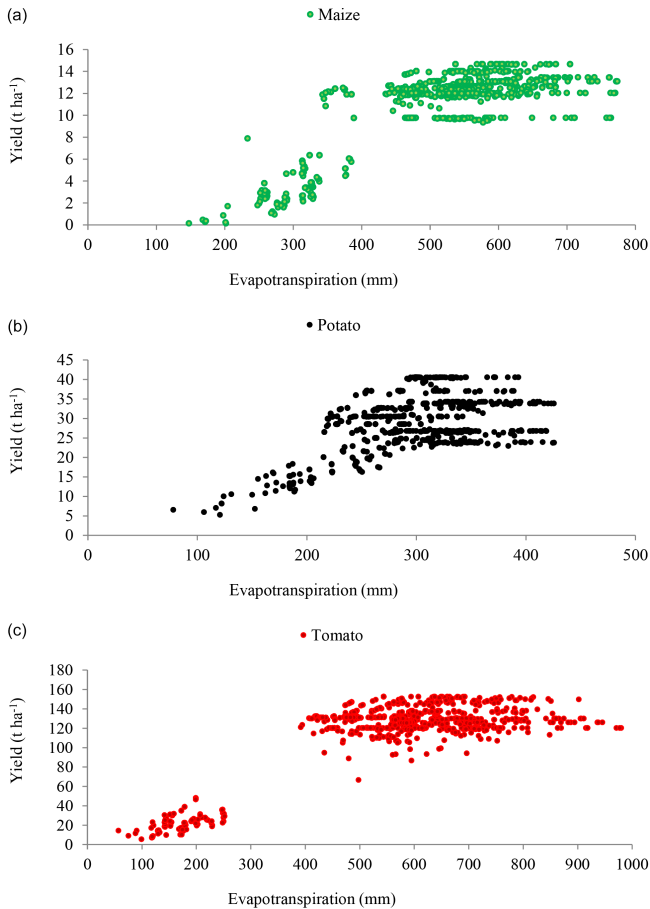 (a)
Maize
Yield (t ha-1)
16
14
12
10
8
6
4
2
0
0 100 200 300 400 500 600 700 800
Evapotranspiration (mm)
(b)
Potato
Yield (t ha-1)
45
40
35
30
25
20
15
10
5
0
0 100 200 300 400 500
Evapotranspiration (mm)
(c)
Tomato
Yield (t ha-1)
180
160
140
120
100
80
60
40
20
0
0 100 200 300 400 500 600 700 800 900 1000
Evapotranspiration (mm)